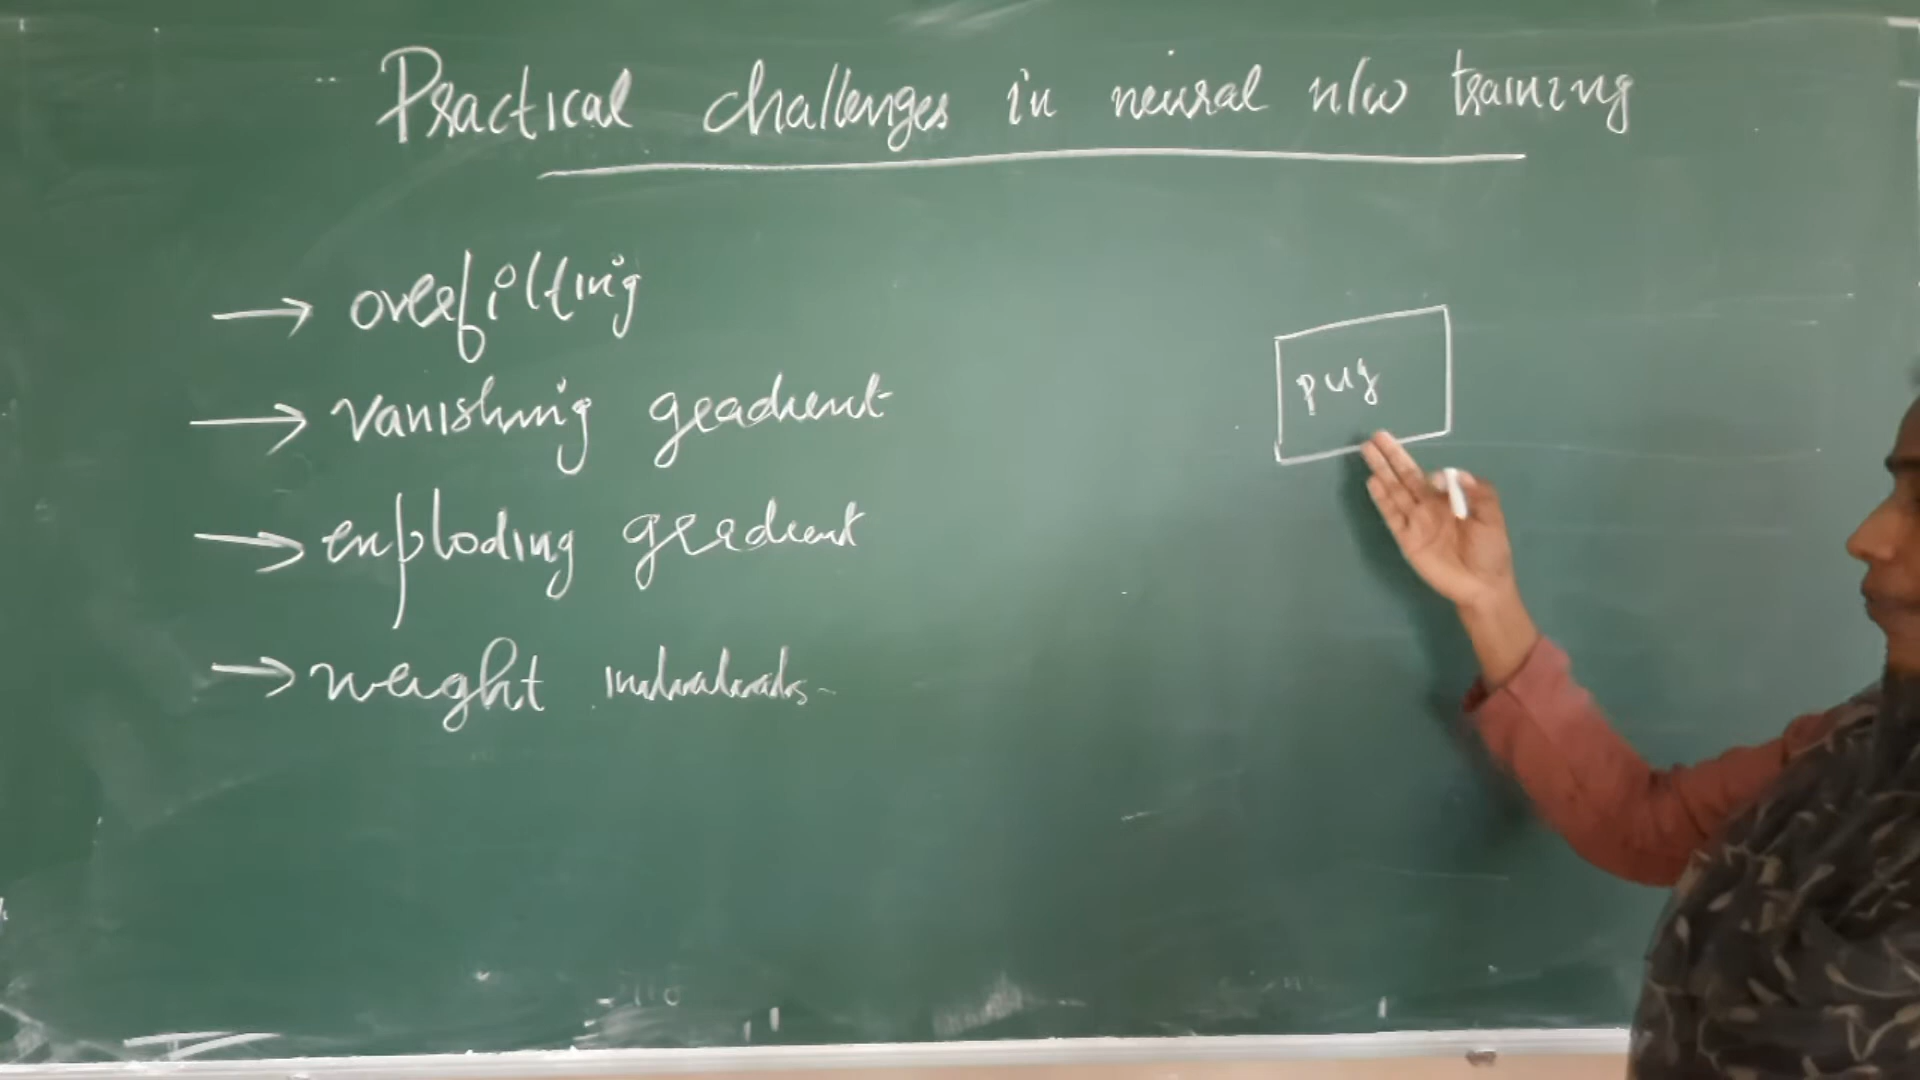 Practical challenges in neural n/w training
→ overfitting
→ vanishing gradient
→ exploding gradient
→ weight
pug